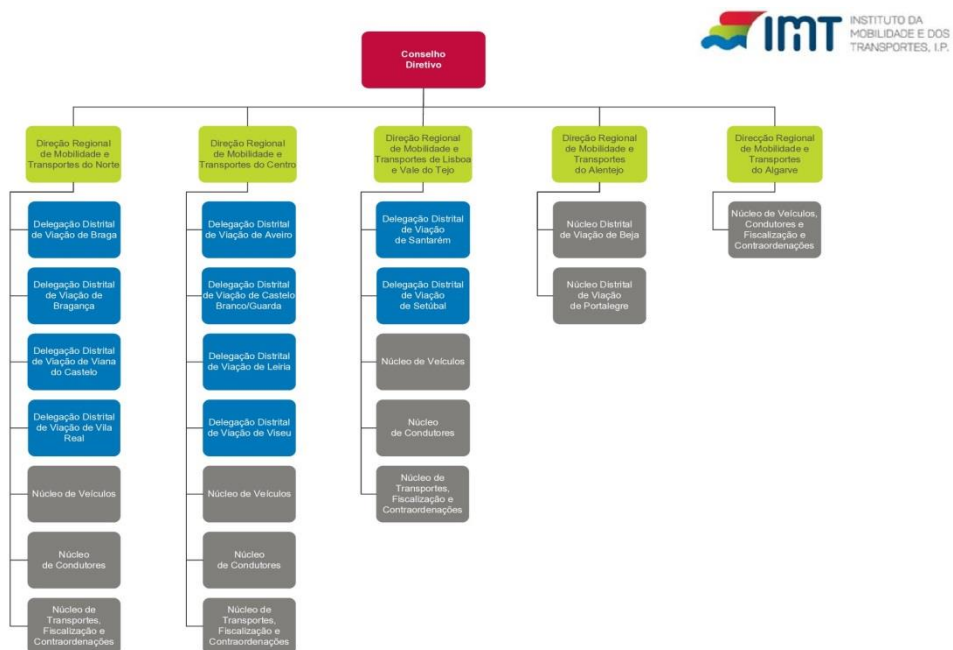 IMT
INSTITUTO DA
MOBILIDADE E DOS
TRANSPORTES, I.P.
Conselho
Diretivo
Direção Regional
de Mobilidade e
Transportes do Norte
Delegação Distrital
de Viação de Braga
Delegação Distrital
de Viação de
Bragança
Delegação Distrital
de Viação de Viana
do Castelo
Delegação Distrital
de Viação de Vila
Real
Núcleo de Veículos
Núcleo
de Condutores
Núcleo de
Transportes,
Fiscalização e
Contraordenações
Direção Regional
de Mobilidade e
Transportes do Centro
Delegação Distrital
de Viação de Aveiro
Delegação Distrital
de Viação de Castelo
Branco/Guarda
Delegação Distrital
de Viação de Leiria
Delegação Distrital
de Viação de Viseu
Núcleo de Veículos
Núcleo
de Condutores
Núcleo de
Transportes,
Fiscalização e
Contraordenações
Direcção Regional
de Mobilidade e
Transportes de Lisboa
e Vale do Tejo
Delegação Distrital
de Viação
de Santarém
Delegação Distrital
de Viação
de Setúbal
Núcleo de Veículos
Núcleo
de Condutores
Núcleo de
Transportes,
Fiscalização e
Contraordenações
Direção Regional
de Mobilidade e
Transportes
do Alentejo
Núcleo Distrital
de Viação de Beja
Núcleo Distrital
de Viação
de Portalegre
Direcção Regional
de Mobilidade e
Transportes
do Algarve
Núcleo de Veículos,
Condutores e
Fiscalização e
Contraordenações